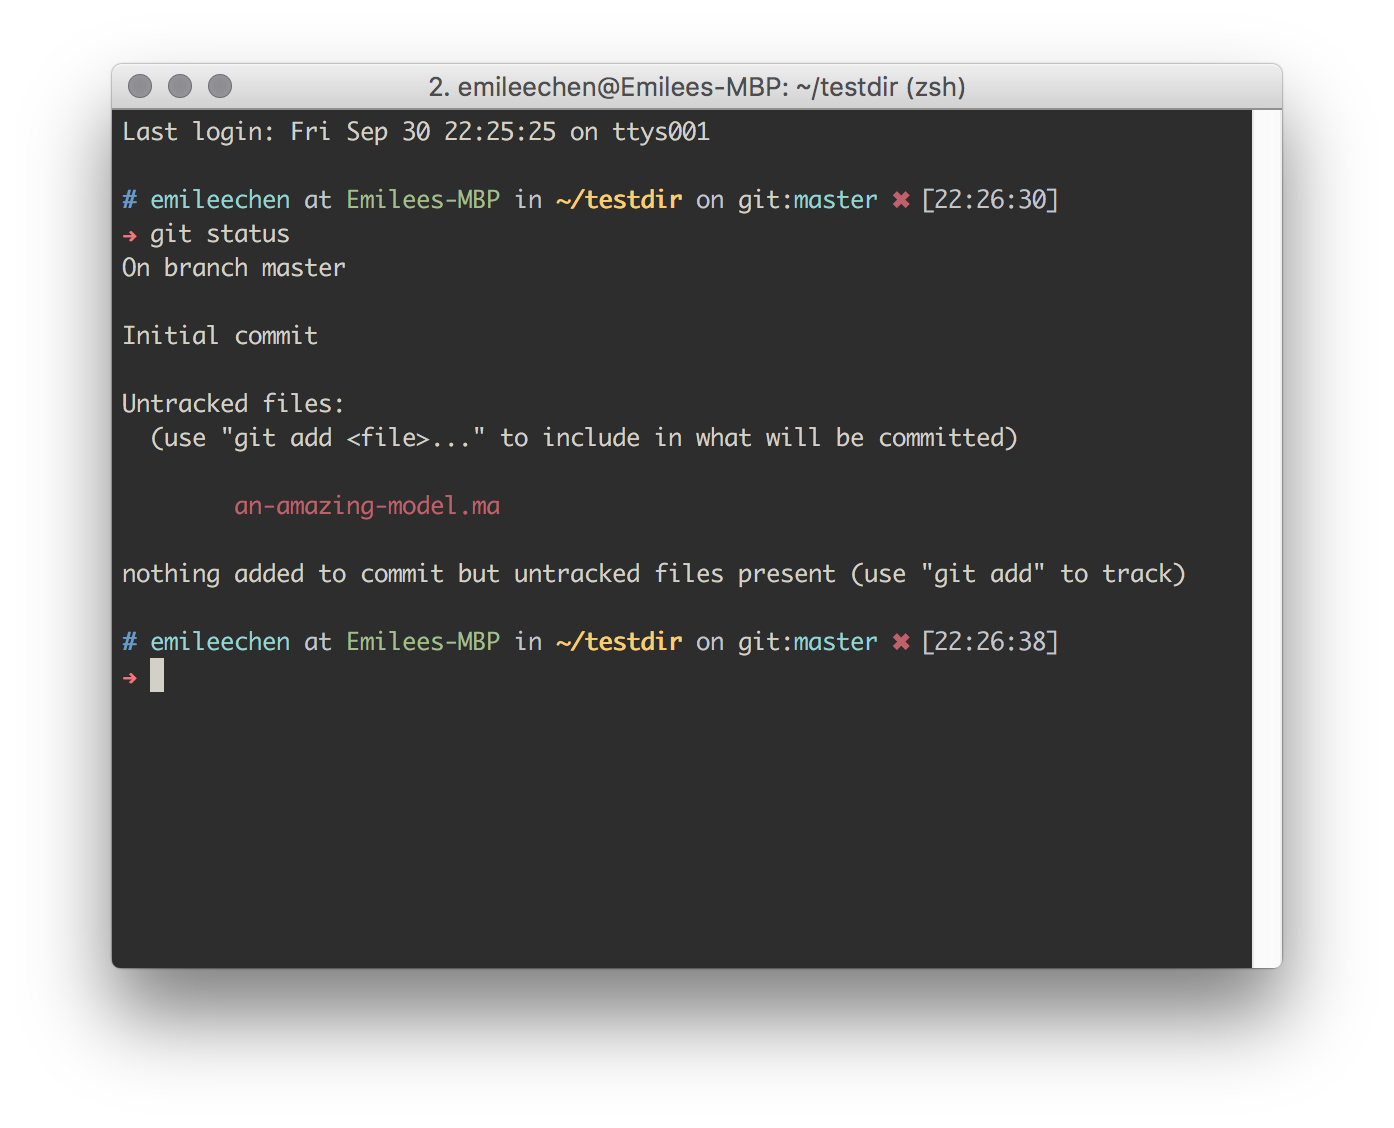 2. emileechen@Emilees-MBP: ~/testdir (zsh)
Last login: Fri Sep 30 22:25:25 on ttys001
# emileechen at Emilees-MBP in ~/testdir on git:master ✖ [22:26:30]
→ git status
On branch master
Initial commit
Untracked files:
  (use "git add <file>..." to include in what will be committed)
        an-amazing-model.ma
nothing added to commit but untracked files present (use "git add" to track)
# emileechen at Emilees-MBP in ~/testdir on git:master ✖ [22:26:38]
→